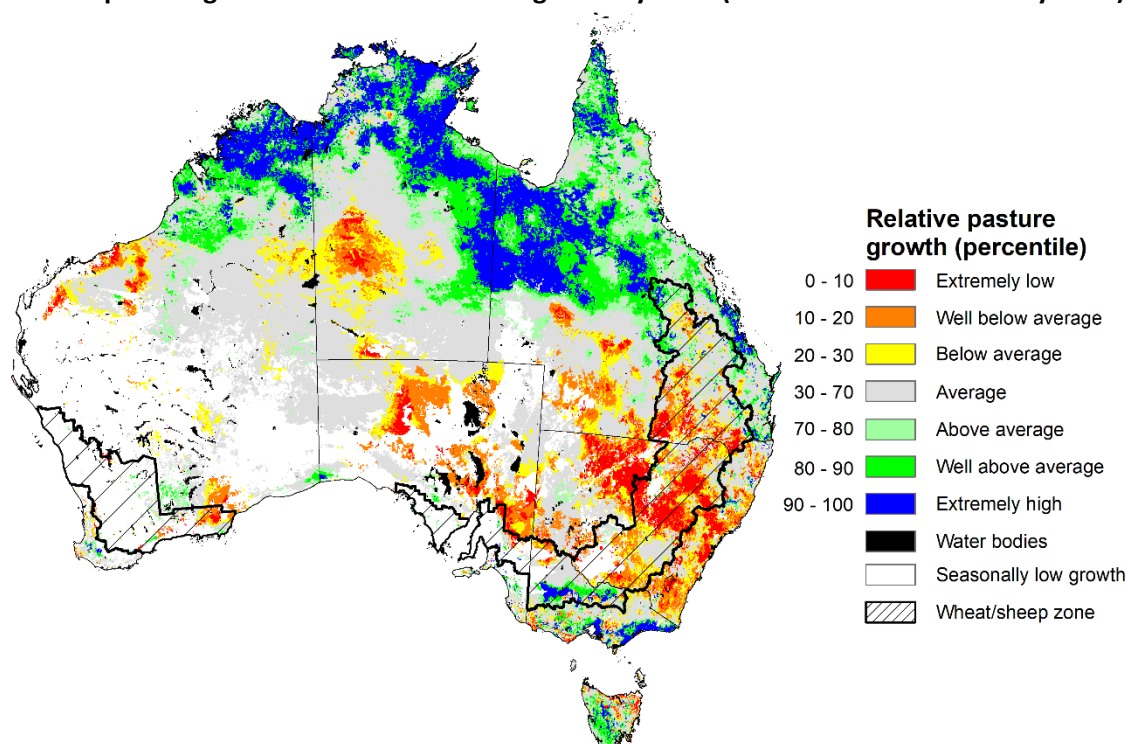 Relative pasture
growth (percentile)
0 - 10 Extremely low
10 - 20 Well below average
20 - 30 Below average
30 - 70 Average
70 - 80 Above average
80 - 90 Well above average
90 - 100 Extremely high
Water bodies
Seasonally low growth
Wheat/sheep zone